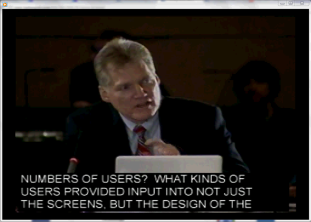 NUMBERS OF USERS?  WHAT KINDS OF
USERS PROVIDED INPUT INTO NOT JUST
THE SCREENS, BUT THE DESIGN OF THE